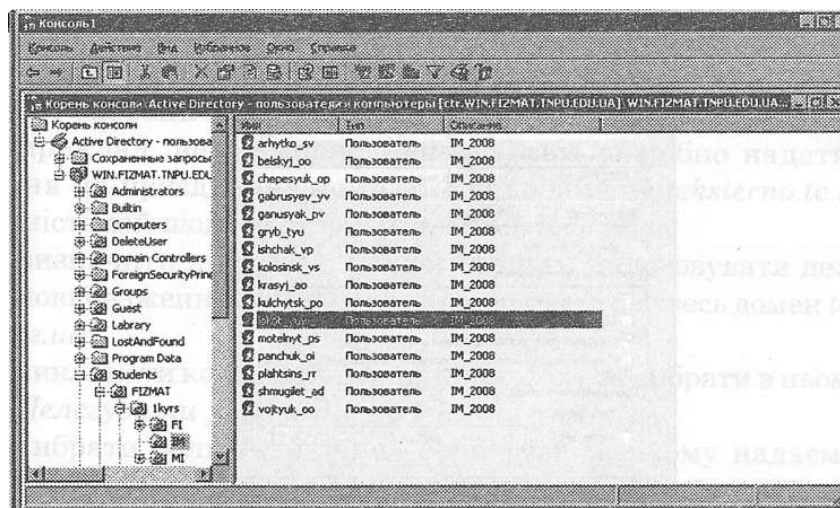 Консоль1
Консоль Действие Вид Избранное Окно Справка
Корень консоли\Active Directory - пользователи и компьютеры [ctr.WIN.FIZMAT.TNPU.EDU.UA]\WIN.FIZMAT.TNPU.EDU.UA...
Корень консоли
Active Directory - пользова
Сохраненные запросы
WIN.FIZMAT.TNPU.EDU
Administrators
Builtin
Computers
DeleteUser
Domain Controllers
ForeignSecurityPrinc
Groups
Guest
Labrary
LostAndFound
Program Data
Students
FIZMAT
1kyrs
FI
IM
MI
Имя Тип Описание
arhytko_sv Пользователь IM_2008
belskyj_oo Пользователь IM_2008
chepesyuk_op Пользователь IM_2008
gabrusyev_yv Пользователь IM_2008
ganusyak_pv Пользователь IM_2008
gryb_tyu Пользователь IM_2008
ishchak_vp Пользователь IM_2008
kolosinsk_vs Пользователь IM_2008
krasyj_ao Пользователь IM_2008
kulchytsk_po Пользователь IM_2008
Пользователь IM_2008
motelnyt_ps Пользователь IM_2008
panchuk_oi Пользователь IM_2008
plahtsins_rr Пользователь IM_2008
shmugilet_ad Пользователь IM_2008
vojtyuk_oo Пользователь IM_2008